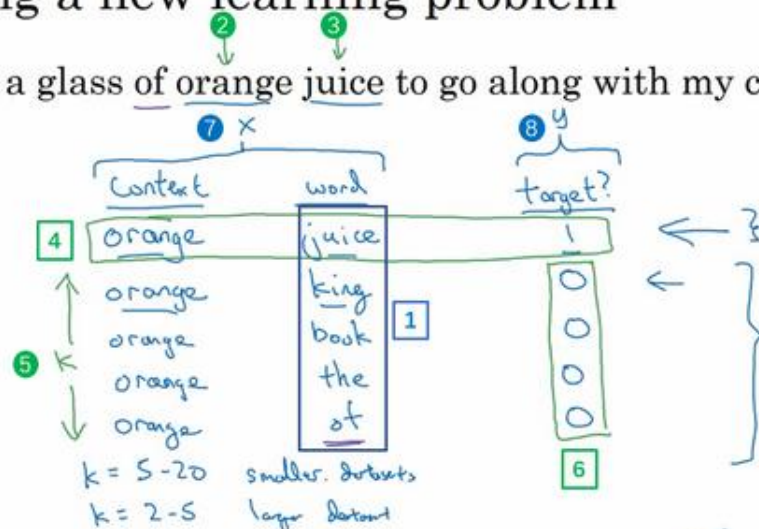 g a new learning problem
2 3
a glass of orange juice to go along with my c
7 x 8 y
Context word target?
4 orange juice 1
orange king 0
1
orange book 0
5 k orange the 0
orange of 0
k = 5-20 smaller datasets
6
k = 2-5 larger dataset